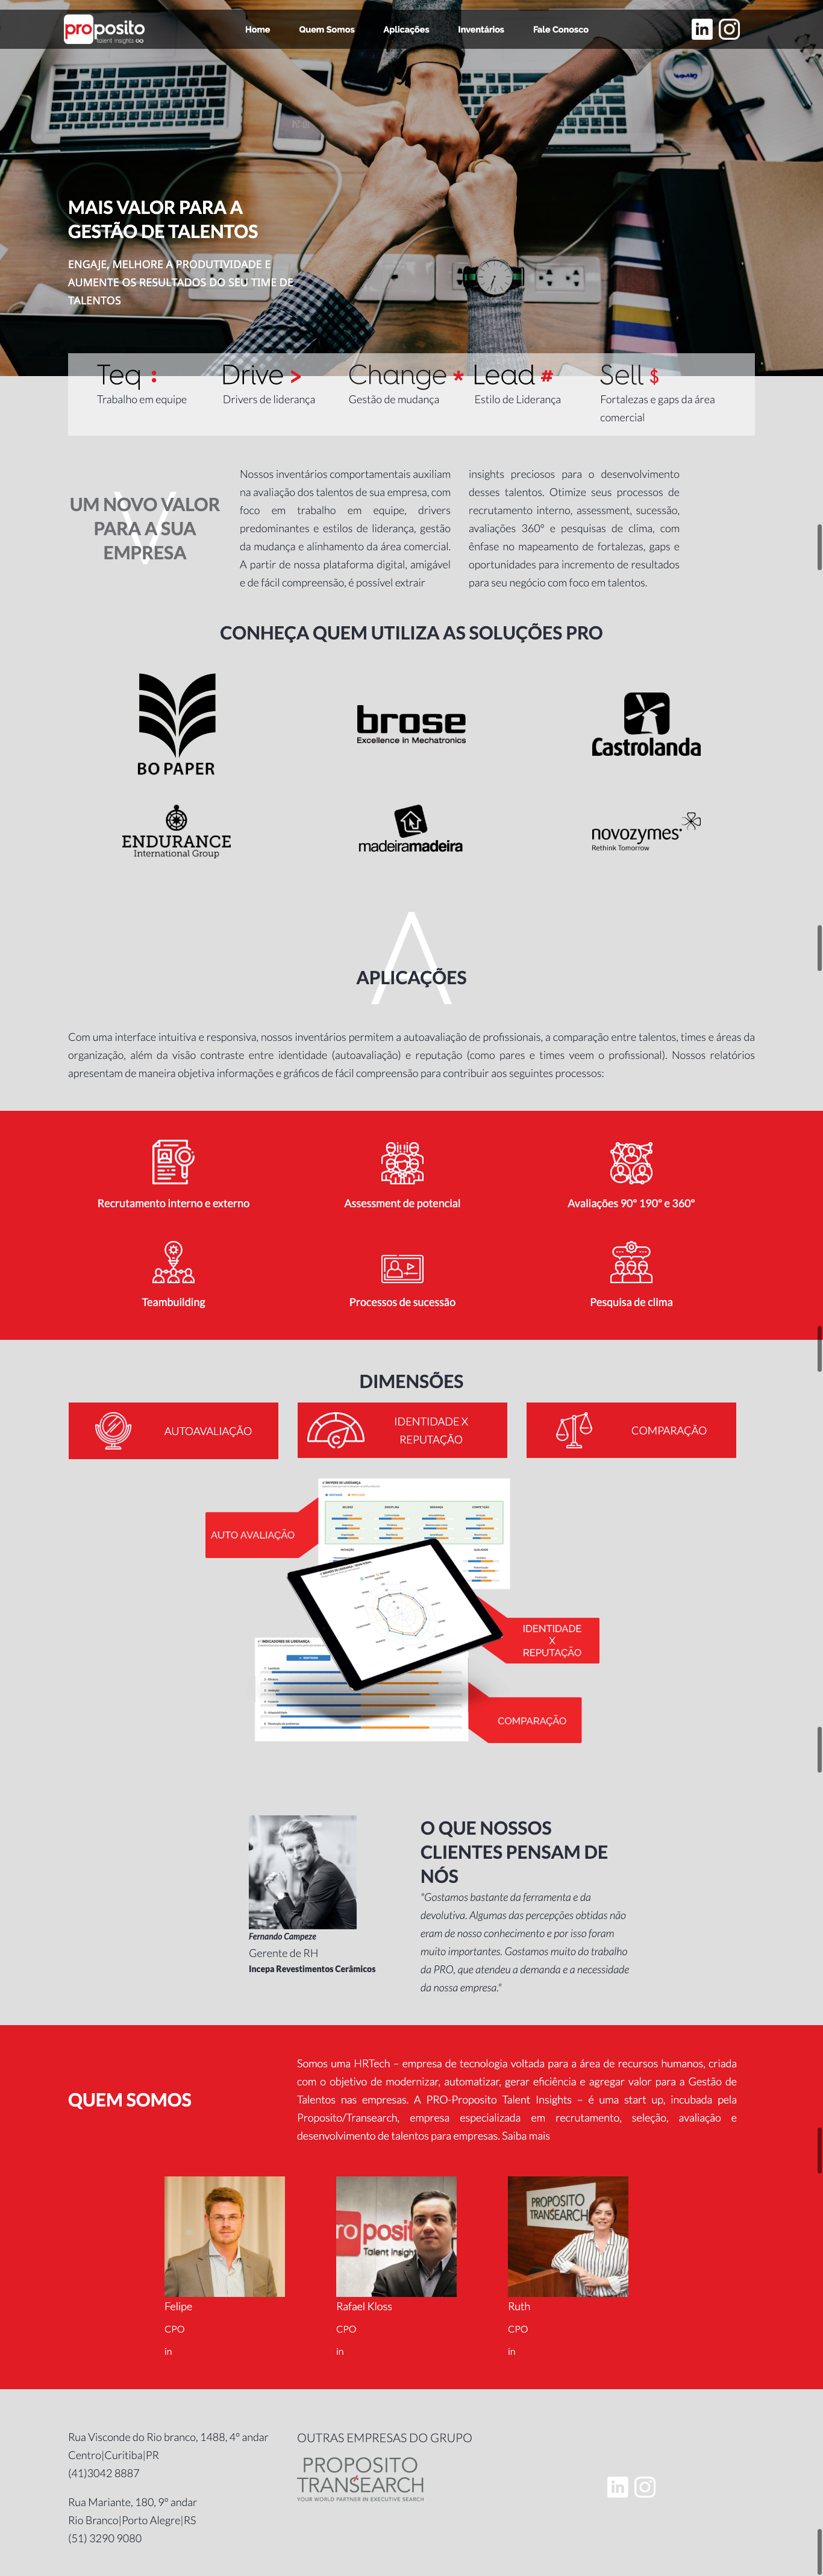 proposito
talent insights
Home
Quem Somos
Aplicações
Inventários
Fale Conosco
in
MAIS VALOR PARA A
GESTÃO DE TALENTOS
ENGAJE, MELHORE A PRODUTIVIDADE E
AUMENTE OS RESULTADOS DO SEU TIME DE
TALENTOS
Teq :
Trabalho em equipe
Drive >
Drivers de liderança
Change *
Gestão de mudança
Lead #
Estilo de Liderança
Sell $
Fortalezas e gaps da área
comercial
V
UM NOVO VALOR
PARA A SUA
EMPRESA
Nossos inventários comportamentais auxiliam
na avaliação dos talentos de sua empresa, com
foco em trabalho em equipe, drivers
predominantes e estilos de liderança, gestão
da mudança e alinhamento da área comercial.
A partir de nossa plataforma digital, amigável
e de fácil compreensão, é possível extrair
insights preciosos para o desenvolvimento
desses talentos. Otimize seus processos de
recrutamento interno, assessment, sucessão,
avaliações 360º e pesquisas de clima, com
ênfase no mapeamento de fortalezas, gaps e
oportunidades para incremento de resultados
para seu negócio com foco em talentos.
CONHEÇA QUEM UTILIZA AS SOLUÇÕES PRO
BO PAPER
brose
Excellence in Mechatronics
Castrolanda
ENDURANCE
International Group
madeiramadeira
novozymes
Rethink Tomorrow
APLICAÇÕES
Com uma interface intuitiva e responsiva, nossos inventários permitem a autoavaliação de profissionais, a comparação entre talentos, times e áreas da
organização, além da visão contraste entre identidade (autoavaliação) e reputação (como pares e times veem o profissional). Nossos relatórios
apresentam de maneira objetiva informações e gráficos de fácil compreensão para contribuir aos seguintes processos:
Recrutamento interno e externo
Assessment de potencial
Avaliações 90º 190º e 360º
Teambuilding
Processos de sucessão
Pesquisa de clima
DIMENSÕES
AUTOAVALIAÇÃO
IDENTIDADE X
REPUTAÇÃO
COMPARAÇÃO
AUTO AVALIAÇÃO
IDENTIDADE
X
REPUTAÇÃO
COMPARAÇÃO
O QUE NOSSOS
CLIENTES PENSAM DE
NÓS
"Gostamos bastante da ferramenta e da
devolutiva. Algumas das percepções obtidas não
eram de nosso conhecimento e por isso foram
muito importantes. Gostamos muito do trabalho
da PRO, que atendeu a demanda e a necessidade
da nossa empresa."
Fernando Campeze
Gerente de RH
Incepa Revestimentos Cerâmicos
QUEM SOMOS
Somos uma HRTech – empresa de tecnologia voltada para a área de recursos humanos, criada
com o objetivo de modernizar, automatizar, gerar eficiência e agregar valor para a Gestão de
Talentos nas empresas. A PRO-Proposito Talent Insights – é uma start up, incubada pela
Proposito/Transearch, empresa especializada em recrutamento, seleção, avaliação e
desenvolvimento de talentos para empresas. Saiba mais
roposit
Talent Insigh
PROPOSITO
TRANSEARCH
Felipe
CPO
in
Rafael Kloss
CPO
in
Ruth
CPO
in
Rua Visconde do Rio branco, 1488, 4º andar
Centro|Curitiba|PR
(41)3042 8887
Rua Mariante, 180, 9º andar
Rio Branco|Porto Alegre|RS
(51) 3290 9080
OUTRAS EMPRESAS DO GRUPO
PROPOSITO
TRANSEARCH
YOUR WORLD PARTNER IN EXECUTIVE SEARCH
in